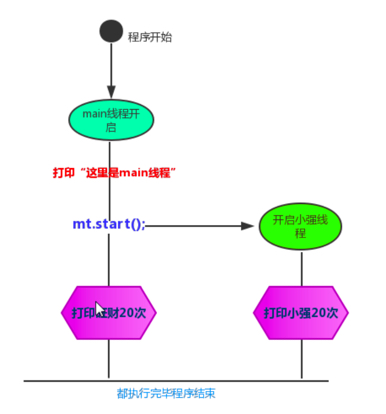 程序开始
main线程开
启
打印“这里是main线程”
mt.start();
开启小强线
程
打印旺财20次
打印小强20次
都执行完毕程序结束